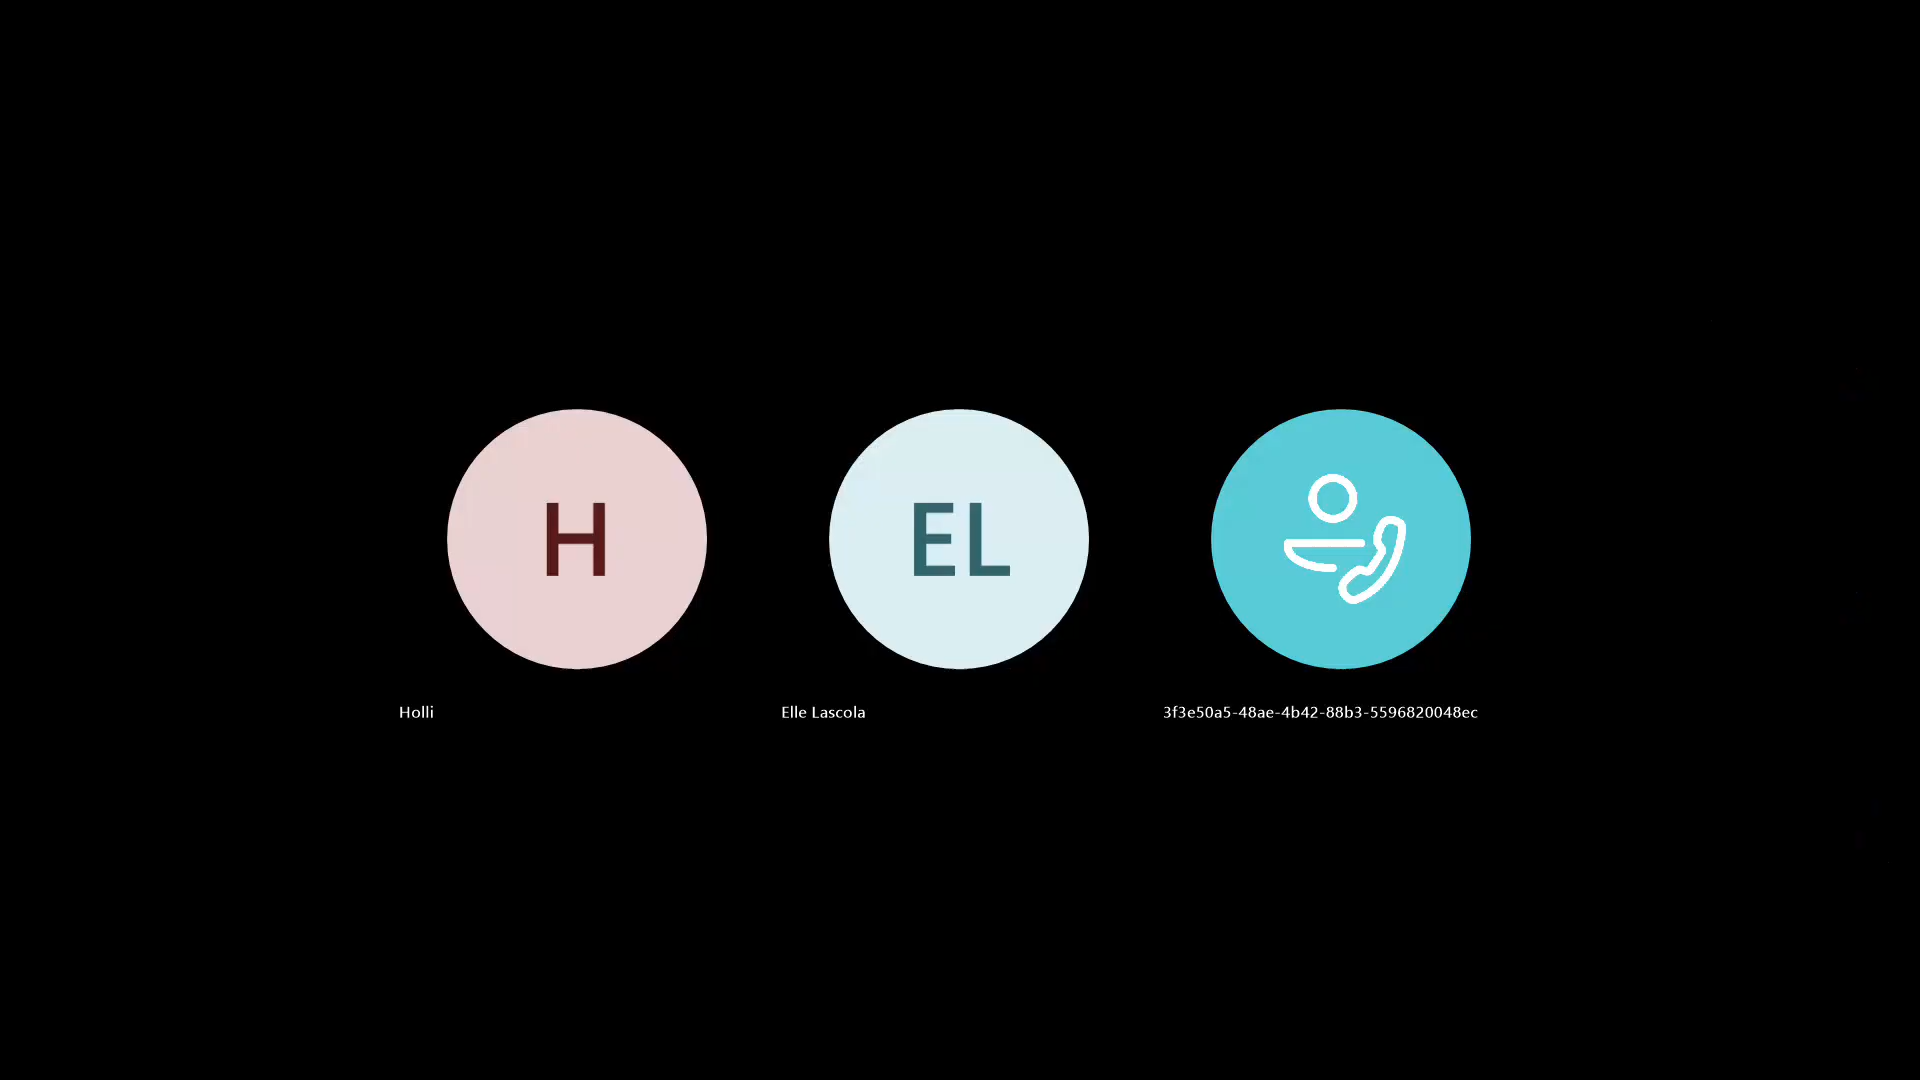 H
EL
Holli
Elle Lascola
3f3e50a5-48ae-4b42-88b3-5596820048ec